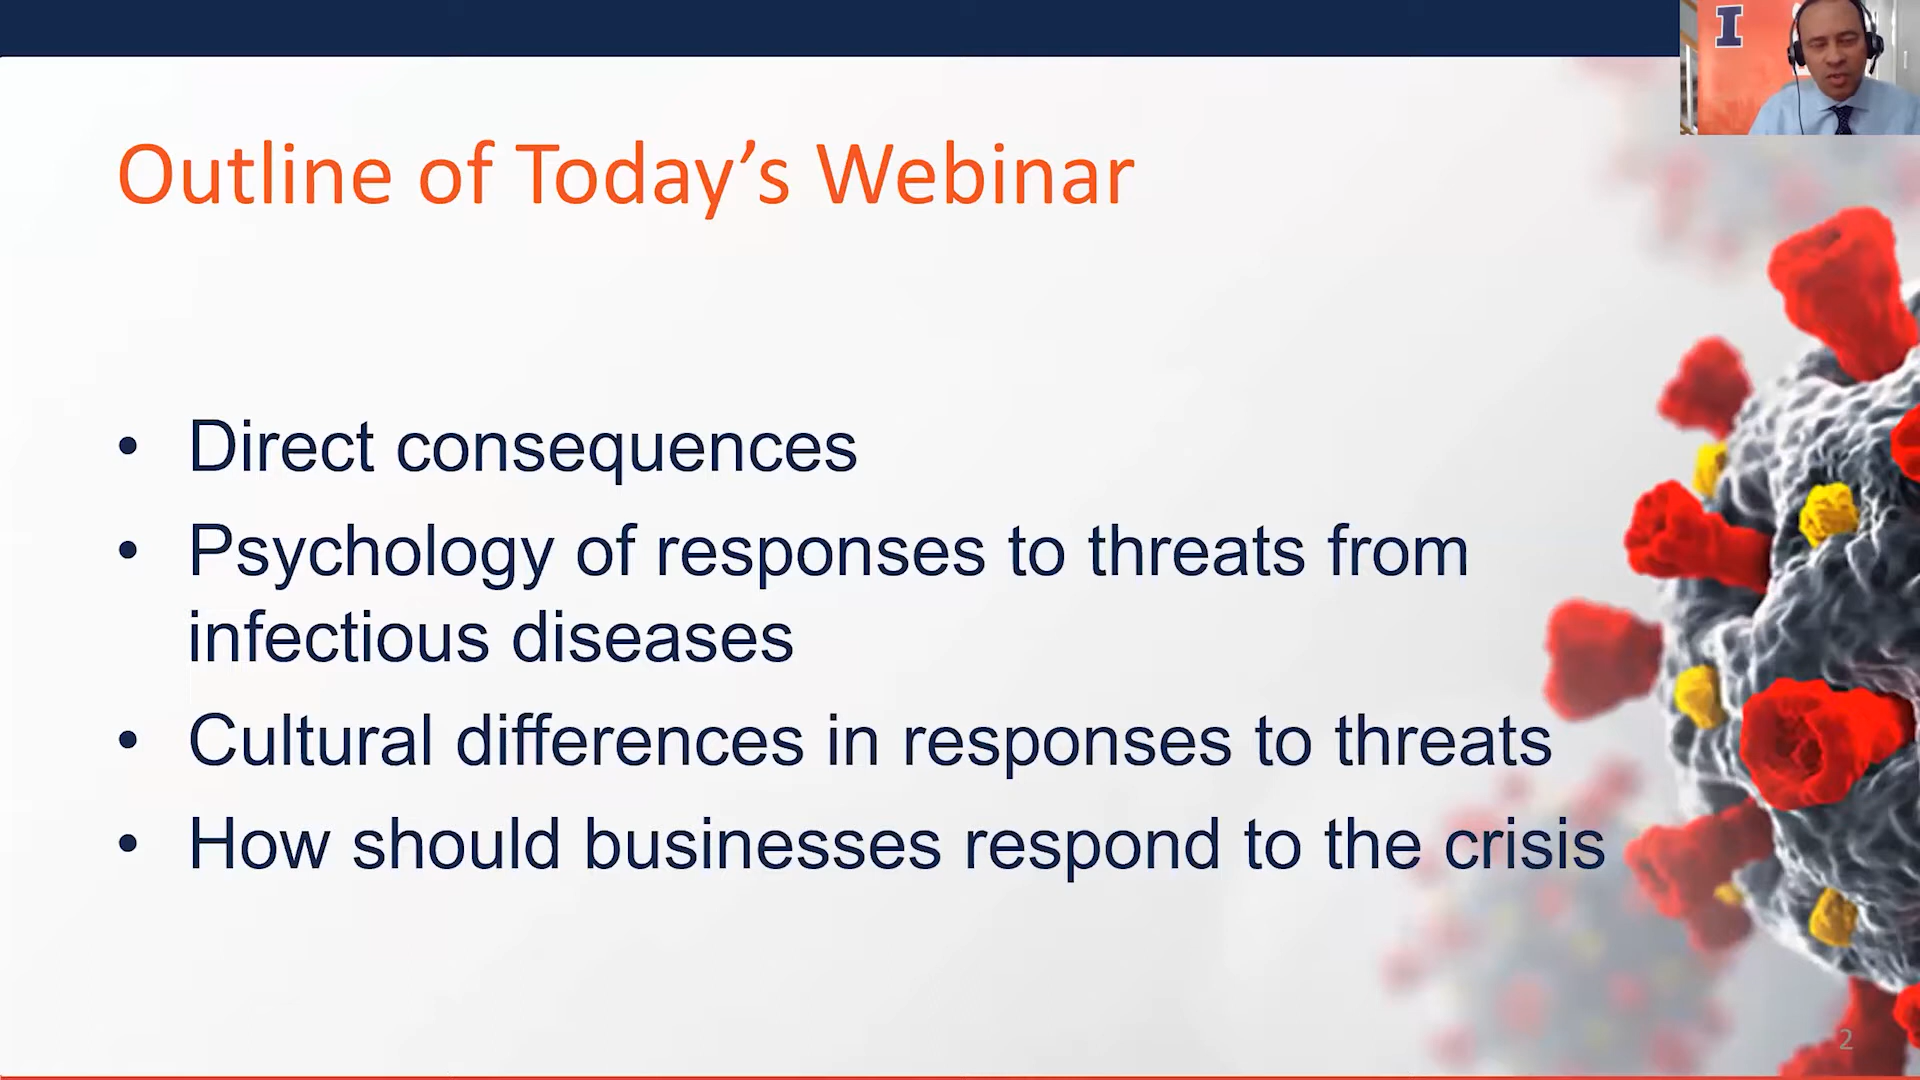 I
Outline of Today’s Webinar
• Direct consequences
• Psychology of responses to threats from
infectious diseases
• Cultural differences in responses to threats
• How should businesses respond to the crisis
2